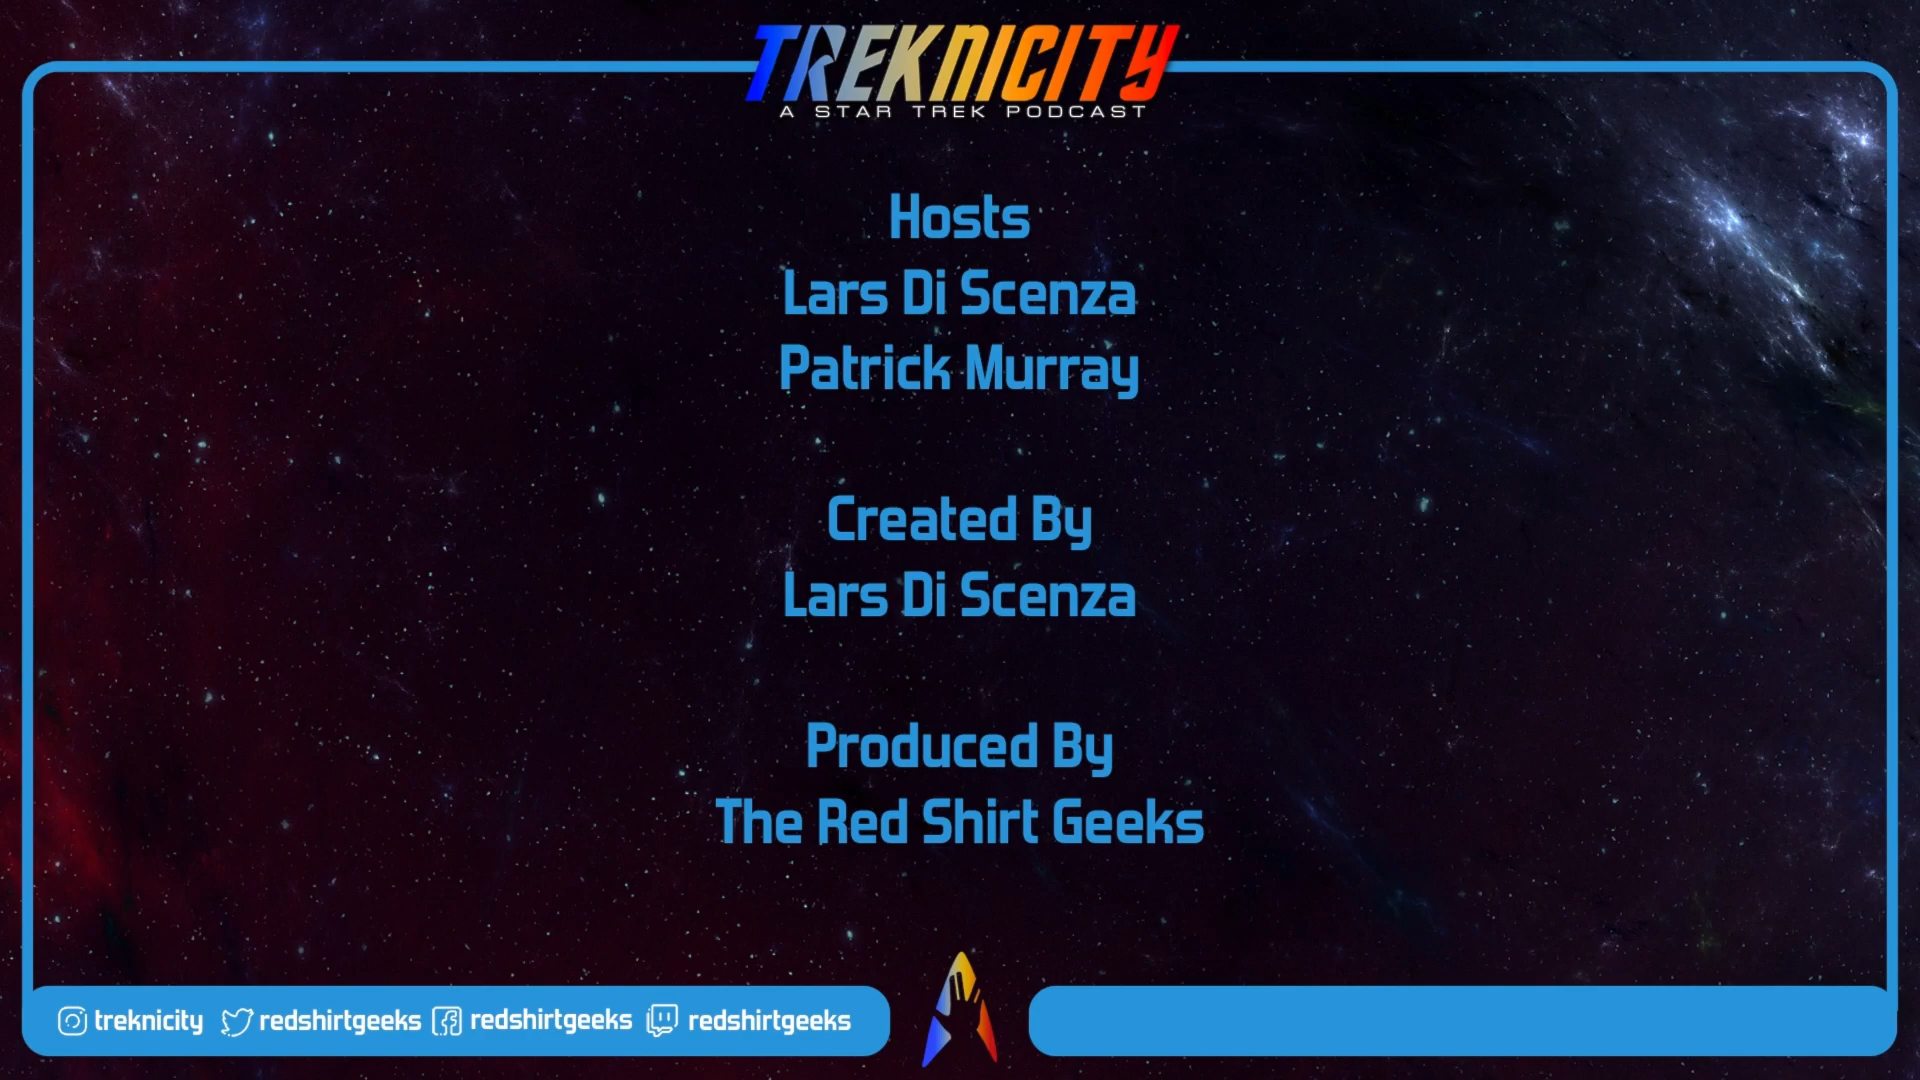 TREKNICITY
A STAR TREK PODCAST
Hosts
Lars Di Scenza
Patrick Murray
Created By
Lars Di Scenza
Produced By
The Red Shirt Geeks
treknicity redshirtgeeks redshirtgeeks redshirtgeeks